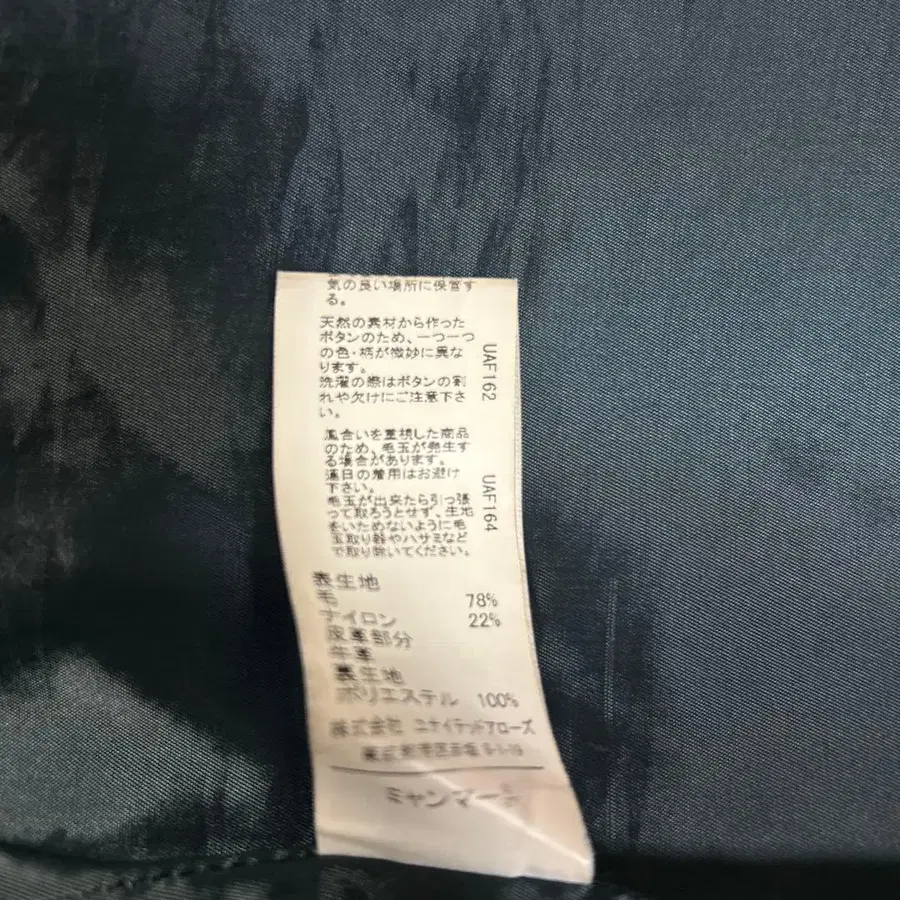 気の良い場所に保管す
る。
天然の素材から作った
ボタンのため、一つ一つ
の色・柄が微妙に異な
ります。
洗濯の際はボタンの割
れや欠けにご注意下さ
い。
UAF162
風合いを重視した商品
のため、毛玉が発生す
る場合があります。
連日の着用はお避け
下さい。
毛玉が出来たら引っ張
って取ろうとせず、生地
をいためないように毛
玉取り器やハサミなど
で取り除いてください。
UAF164
表生地
毛 78%
ナイロン 22%
皮革部分
牛革
裏生地
ポリエステル 100%
株式会社 ユナイテッドアローズ
ミャンマー